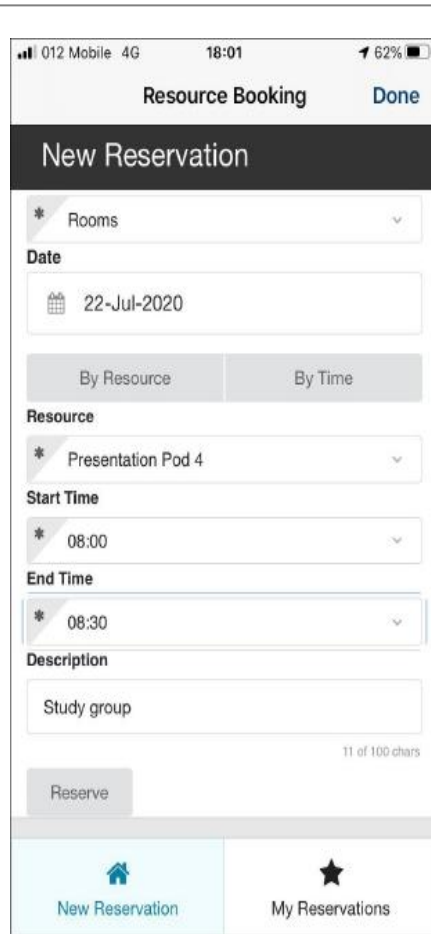 012 Mobile 4G 18:01 62%
Resource Booking Done
New Reservation
* Rooms
Date
22-Jul-2020
By Resource By Time
Resource
* Presentation Pod 4
Start Time
* 08:00
End Time
* 08:30
Description
Study group
11 of 100 chars
Reserve
New Reservation My Reservations